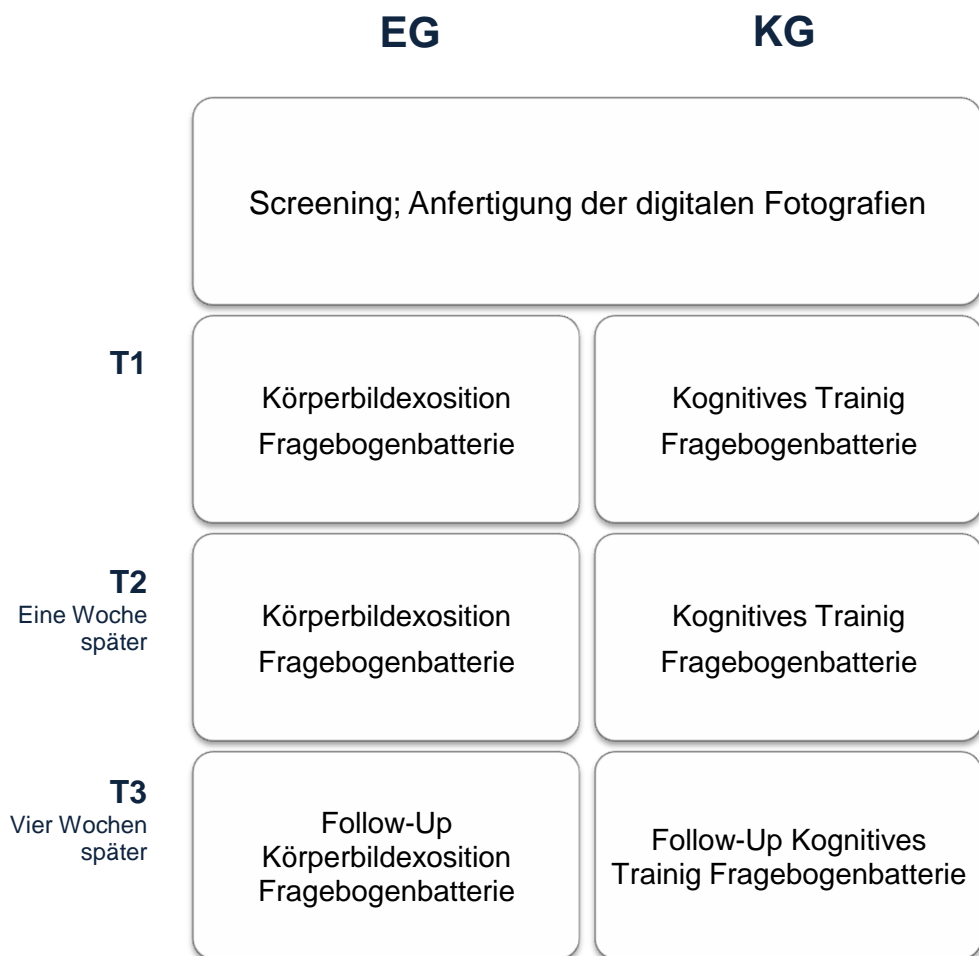 EG
KG
Screening; Anfertigung der digitalen Fotografien
T1
Körperbildexosition
Fragebogenbatterie
Kognitives Trainig
Fragebogenbatterie
T2
Eine Woche
später
Körperbildexosition
Fragebogenbatterie
Kognitives Trainig
Fragebogenbatterie
T3
Vier Wochen
später
Follow-Up
Körperbildexosition
Fragebogenbatterie
Follow-Up Kognitives
Trainig Fragebogenbatterie